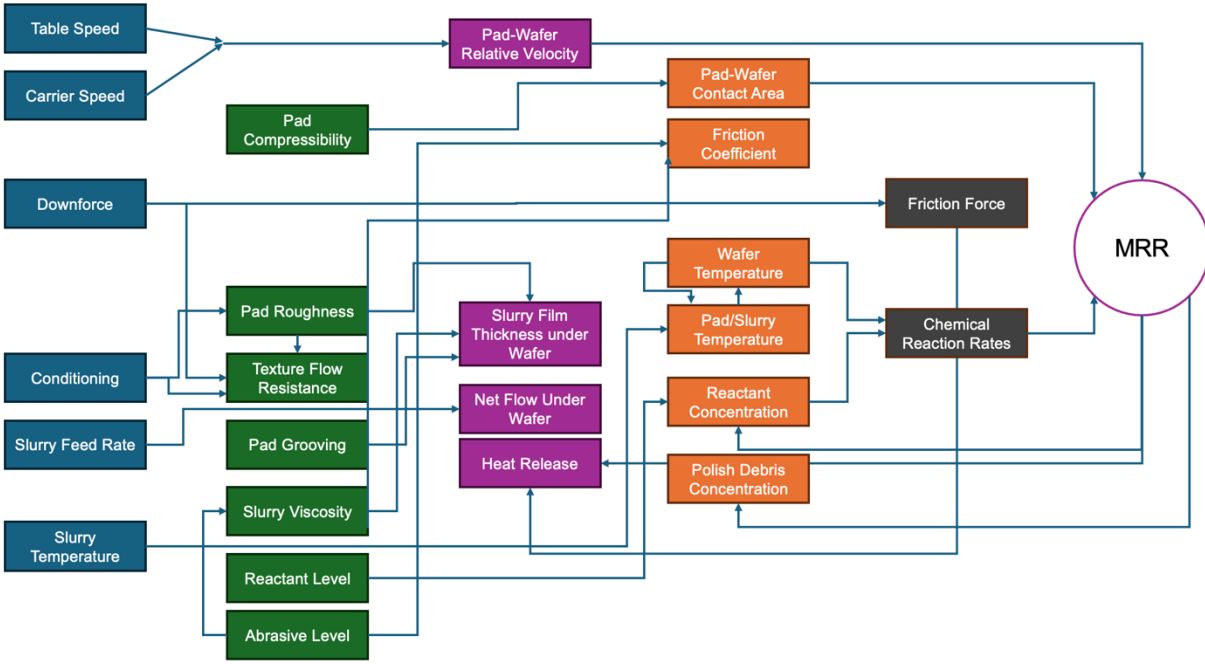 Table Speed
Pad-Wafer
Relative Velocity
Carrier Speed
Pad-Wafer
Contact Area
Pad
Compressibility
Friction
Coefficient
Downforce
Friction Force
MRR
Wafer
Temperature
Pad Roughness
Slurry Film
Thickness under
Wafer
Pad/Slurry
Temperature
Chemical
Reaction Rates
Conditioning
Texture Flow
Resistance
Net Flow Under
Wafer
Reactant
Concentration
Slurry Feed Rate
Pad Grooving
Heat Release
Polish Debris
Concentration
Slurry Viscosity
Slurry
Temperature
Reactant Level
Abrasive Level